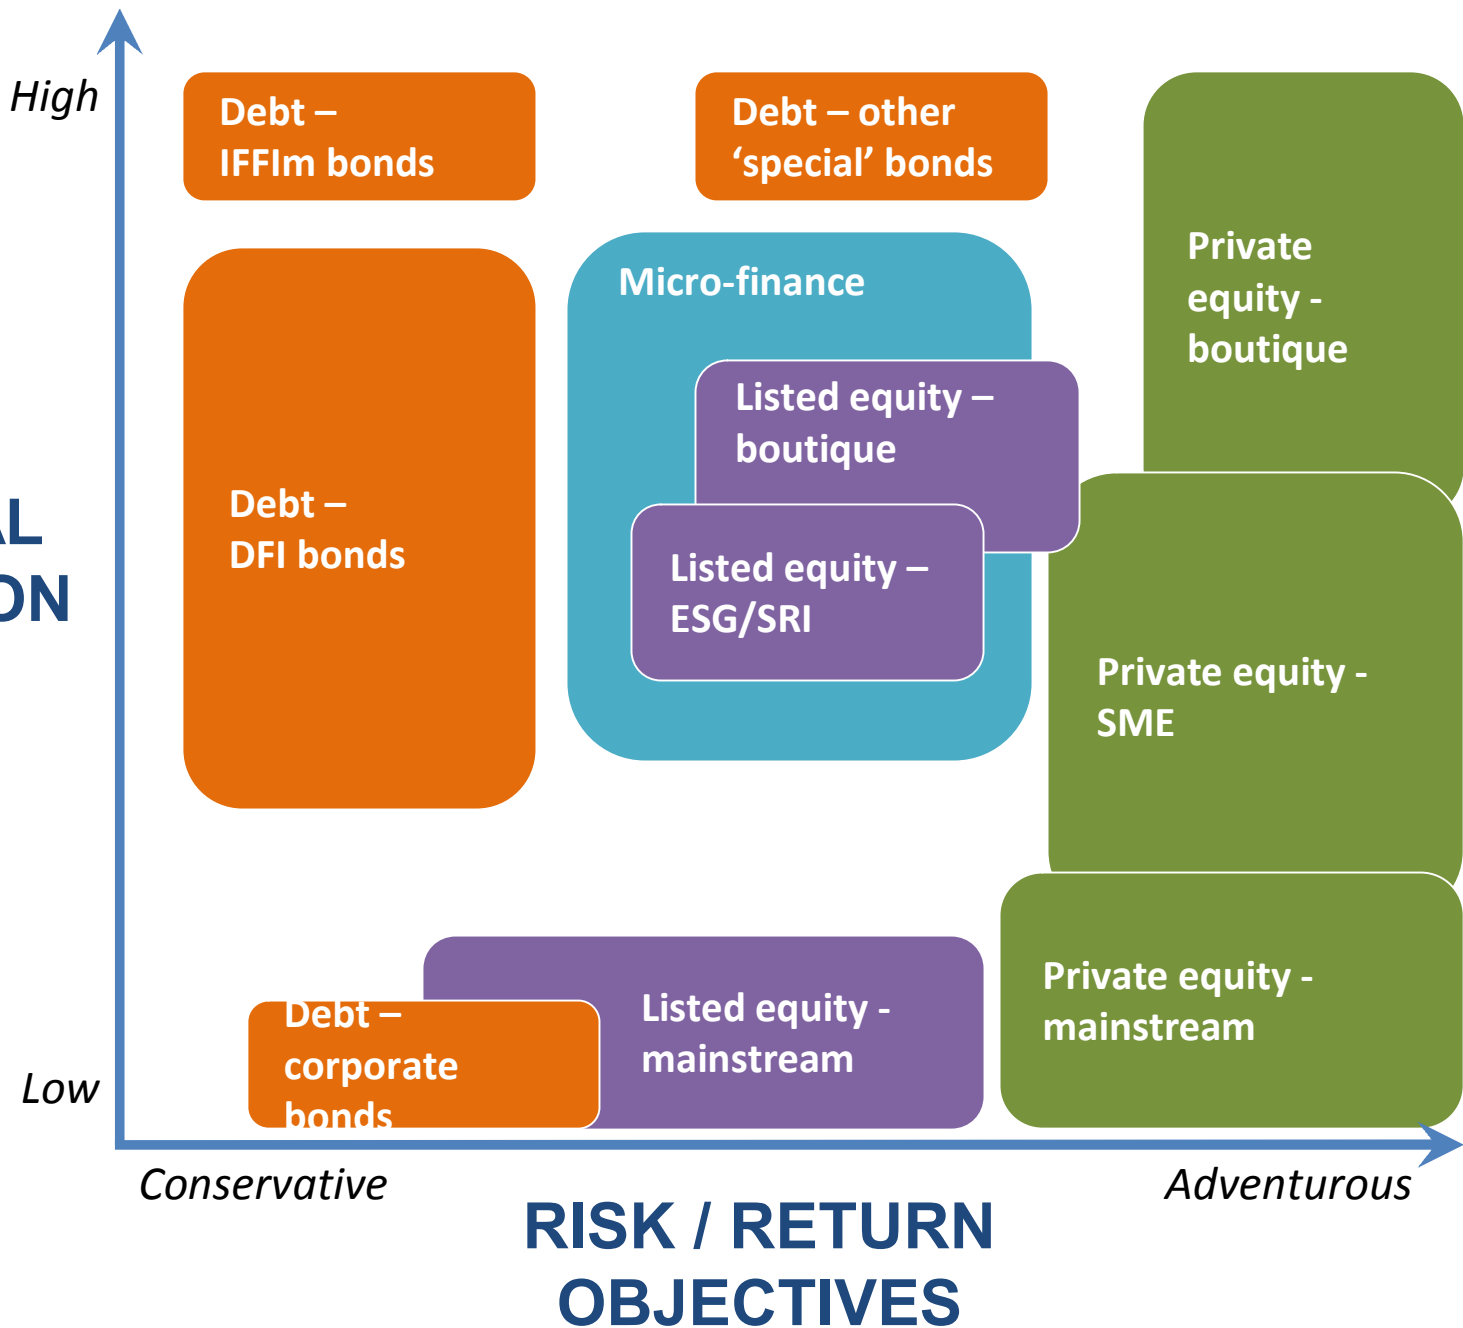 High
Debt –
IFFIm bonds
Debt – other
‘special’ bonds
Private
equity -
boutique
Micro-finance
Listed equity –
boutique
Debt –
DFI bonds
Listed equity –
ESG/SRI
AL
ON
Private equity -
SME
Private equity -
mainstream
Listed equity -
mainstream
Debt –
corporate
bonds
Low
Conservative
Adventurous
RISK / RETURN
OBJECTIVES